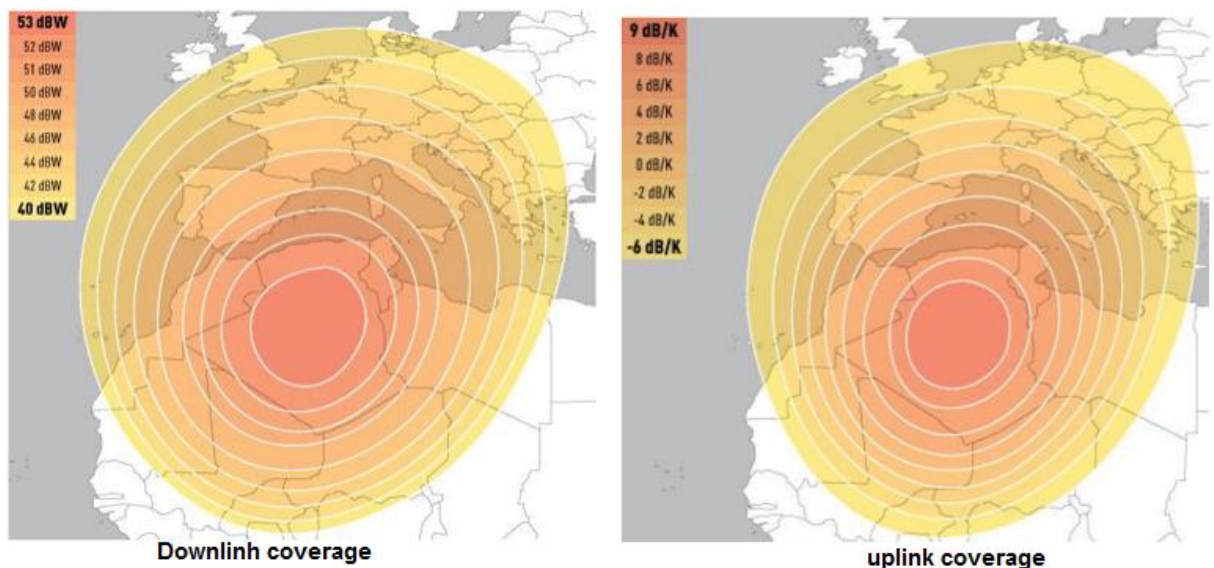 53 dBW
52 dBW
51 dBW
50 dBW
48 dBW
46 dBW
44 dBW
42 dBW
40 dBW
Downlinh coverage
9 dB/K
8 dB/K
6 dB/K
4 dB/K
2 dB/K
0 dB/K
-2 dB/K
-4 dB/K
-6 dB/K
uplink coverage